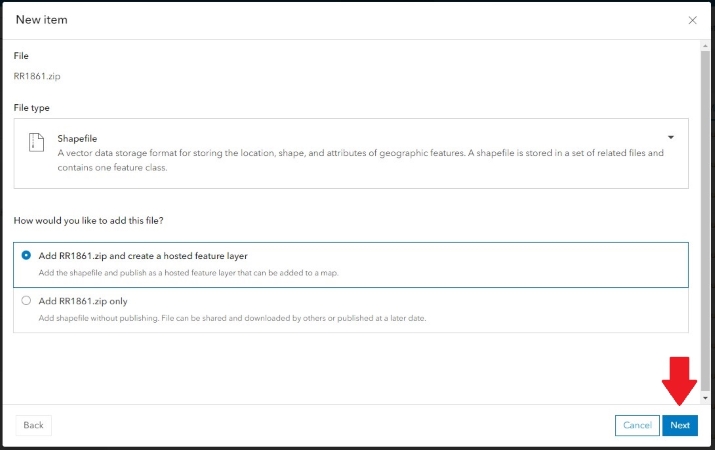 New item
File
RR1861.zip
File type
Shapefile
A vector data storage format for storing the location, shape, and attributes of geographic features. A shapefile is stored in a set of related files and
contains one feature class.
How would you like to add this file?
Add RR1861.zip and create a hosted feature layer
Add the shapefile and publish as a hosted feature layer that can be added to a map.
Add RR1861.zip only
Add shapefile without publishing. File can be shared and downloaded by others or published at a later date.
Back
Cancel
Next